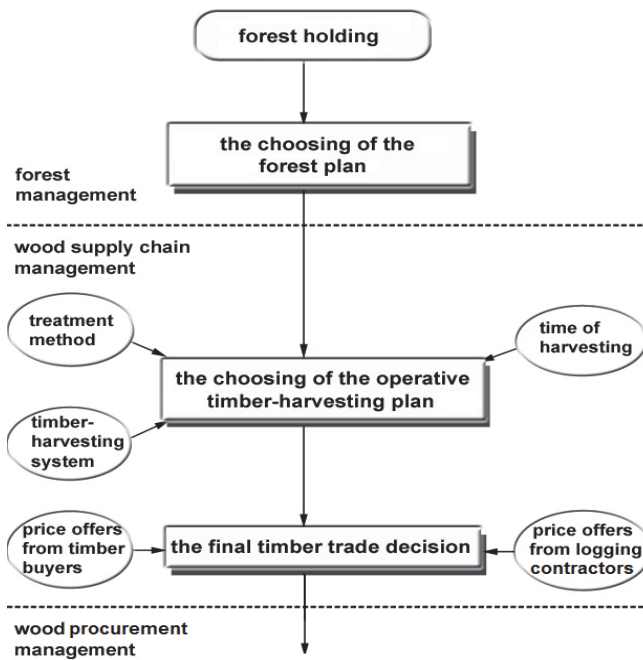 forest holding
the choosing of the
forest plan
forest
management
wood supply chain
management
treatment
method
time of
harvesting
the choosing of the operative
timber-harvesting plan
timber-
harvesting
system
price offers
from timber
buyers
the final timber trade decision
price offers
from logging
contractors
wood procurement
management